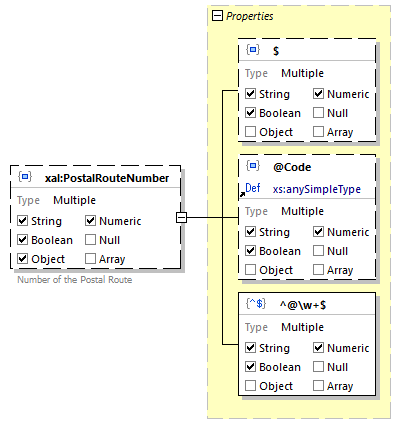 Properties
$
Type Multiple
String Numeric
Boolean Null
Object Array
@Code
Def xs:anySimpleType
Type Multiple
String Numeric
Boolean Null
Object Array
^$ ^@\w+$
Type Multiple
String Numeric
Boolean Null
Object Array
xal:PostalRouteNumber
Type Multiple
String Numeric
Boolean Null
Object Array
Number of the Postal Route